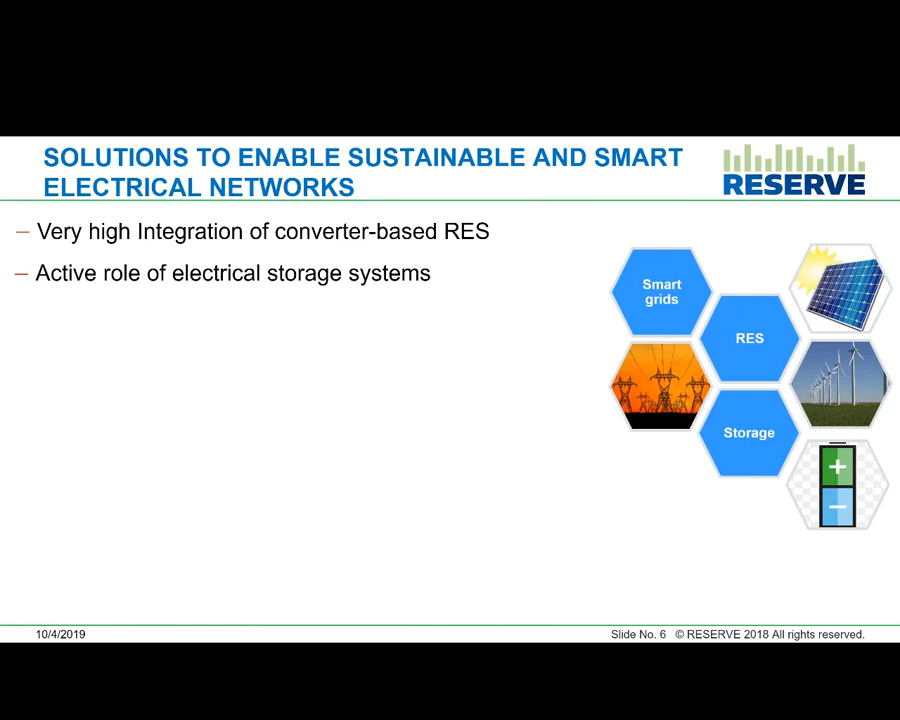 SOLUTIONS TO ENABLE SUSTAINABLE AND SMART
ELECTRICAL NETWORKS
RESERVE
– Very high Integration of converter-based RES
– Active role of electrical storage systems
Smart
grids
RES
Storage
+
–
10/4/2019
Slide No. 6 © RESERVE 2018 All rights reserved.